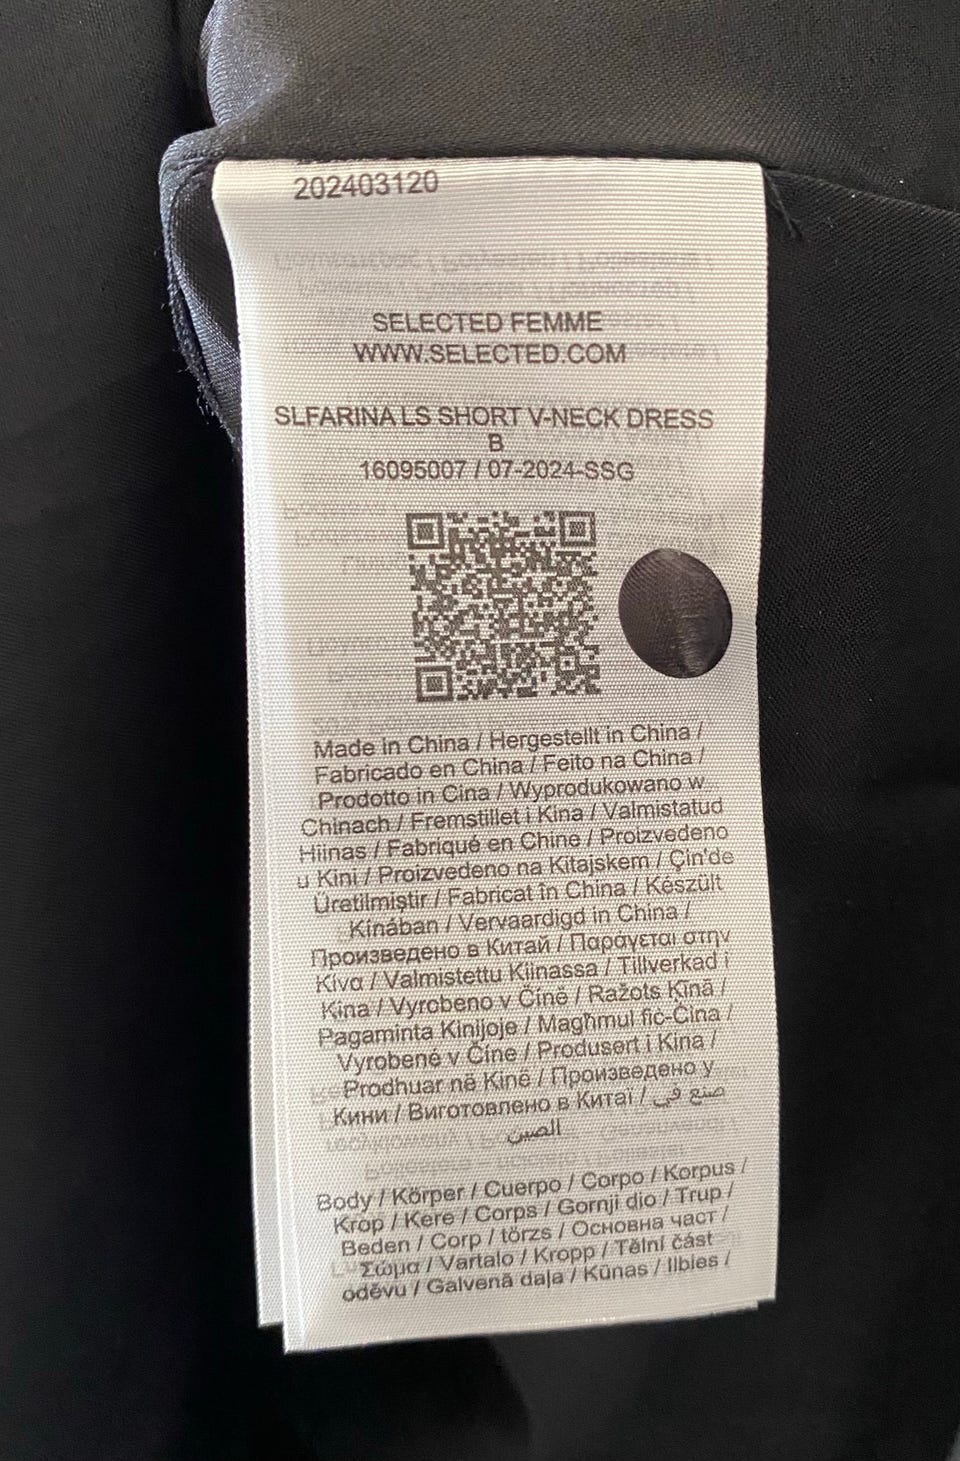 202403120
SELECTED FEMME
WWW.SELECTED.COM
SLFARINA LS SHORT V-NECK DRESS
B
16095007 / 07-2024-SSG
Made in China / Hergestellt in China /
Fabricado en China / Feito na China /
Prodotto in Cina / Wyprodukowano w
Chinach / Fremstillet i Kina / Valmistatud
Hiinas / Fabriqué en Chine / Proizvedeno
u Kini / Proizvedeno na Kitajskem / Çin'de
Üretilmiştir / Fabricat în China / Készült
Kínában / Vervaardigd in China /
Произведено в Китай / Παράγεται στην
Κίνα / Valmistettu Kiinassa / Tillverkad i
Kina / Vyrobeno v Číně / Ražots Ķīnā /
Pagaminta Kinijoje / Magħmul fiċ-Ċina /
Vyrobené v Číne / Produsert i Kina /
Prodhuar në Kinë / Произведено у
Кини / Виготовлено в Китаї / صنع في
الصين
Body / Körper / Cuerpo / Corpo / Korpus /
Krop / Kere / Corps / Gornji dio / Trup /
Beden / Corp / törzs / Основна част /
Σώμα / Vartalo / Kropp / Tělní část
oděvu / Galvenā daļa / Kūnas / Ilbies /